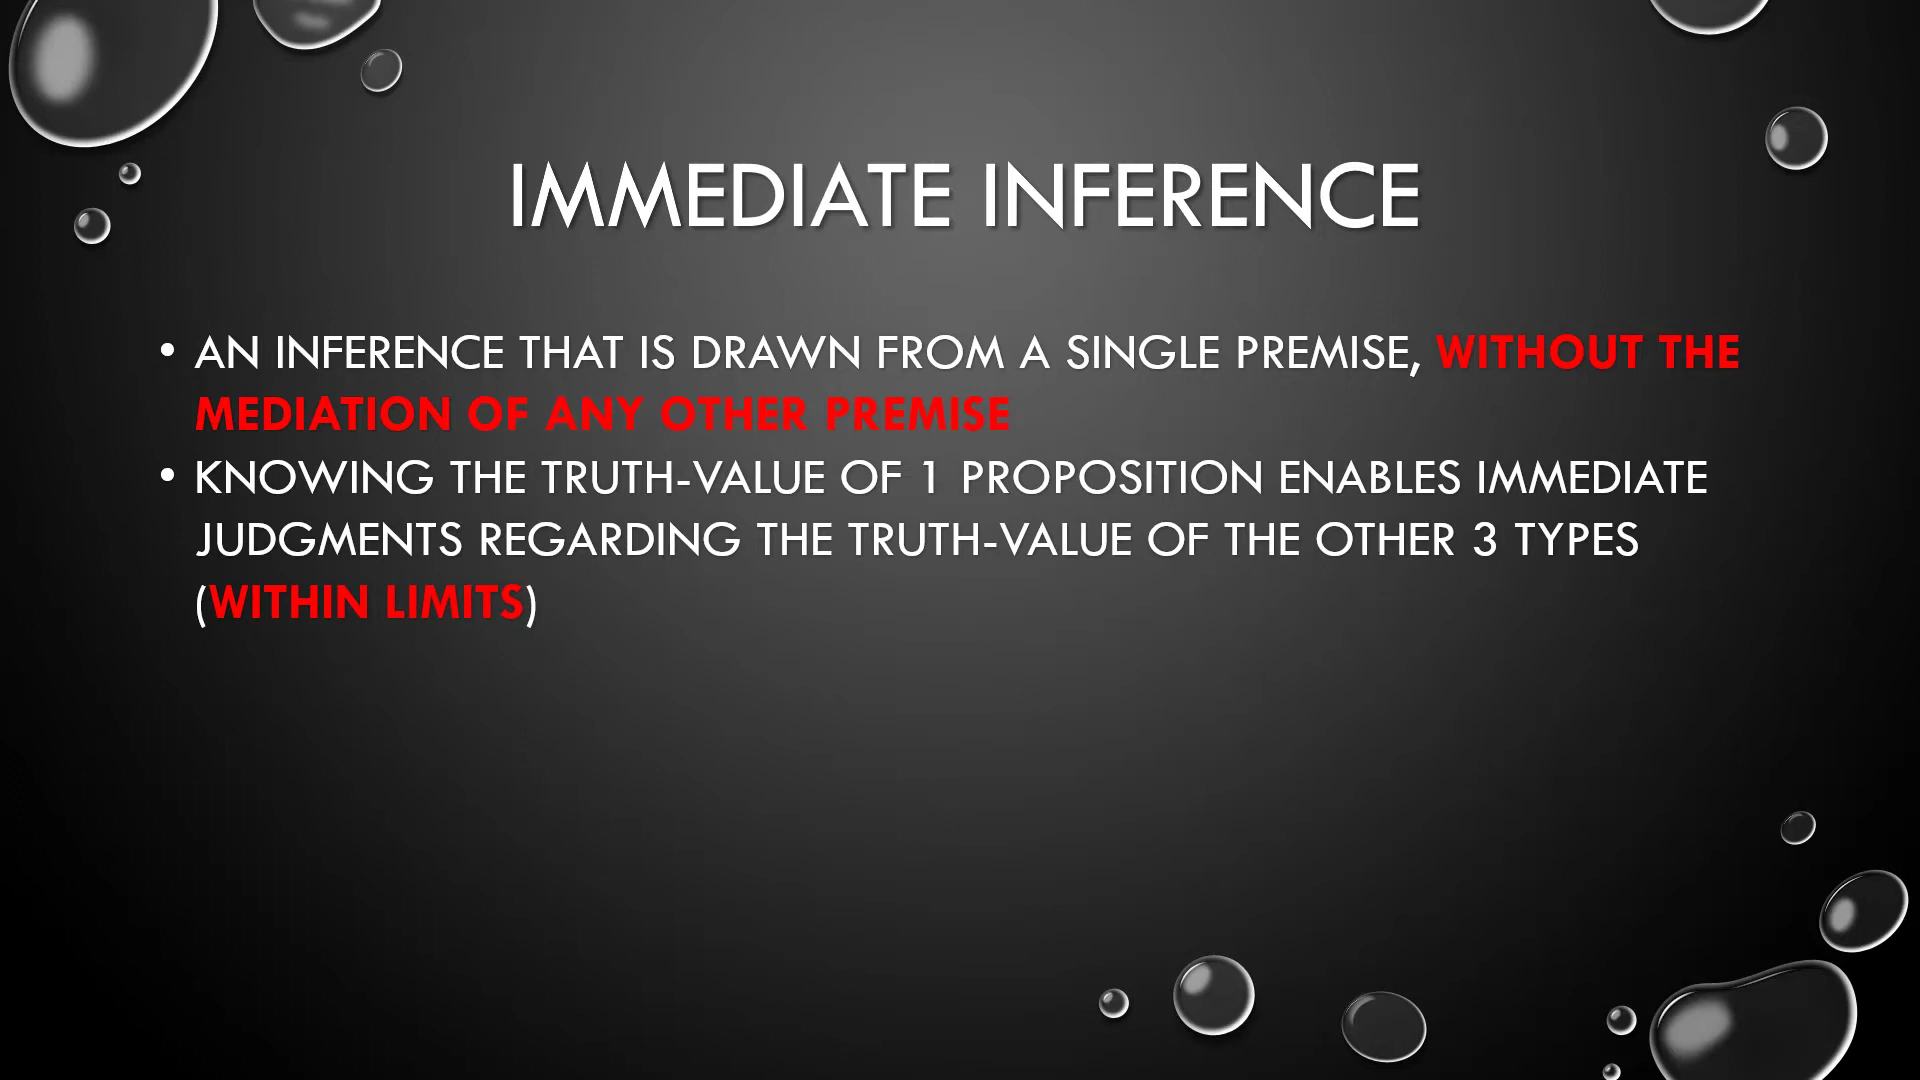 IMMEDIATE INFERENCE
• AN INFERENCE THAT IS DRAWN FROM A SINGLE PREMISE, WITHOUT THE
MEDIATION OF ANY OTHER PREMISE
• KNOWING THE TRUTH-VALUE OF 1 PROPOSITION ENABLES IMMEDIATE
JUDGMENTS REGARDING THE TRUTH-VALUE OF THE OTHER 3 TYPES
(WITHIN LIMITS)